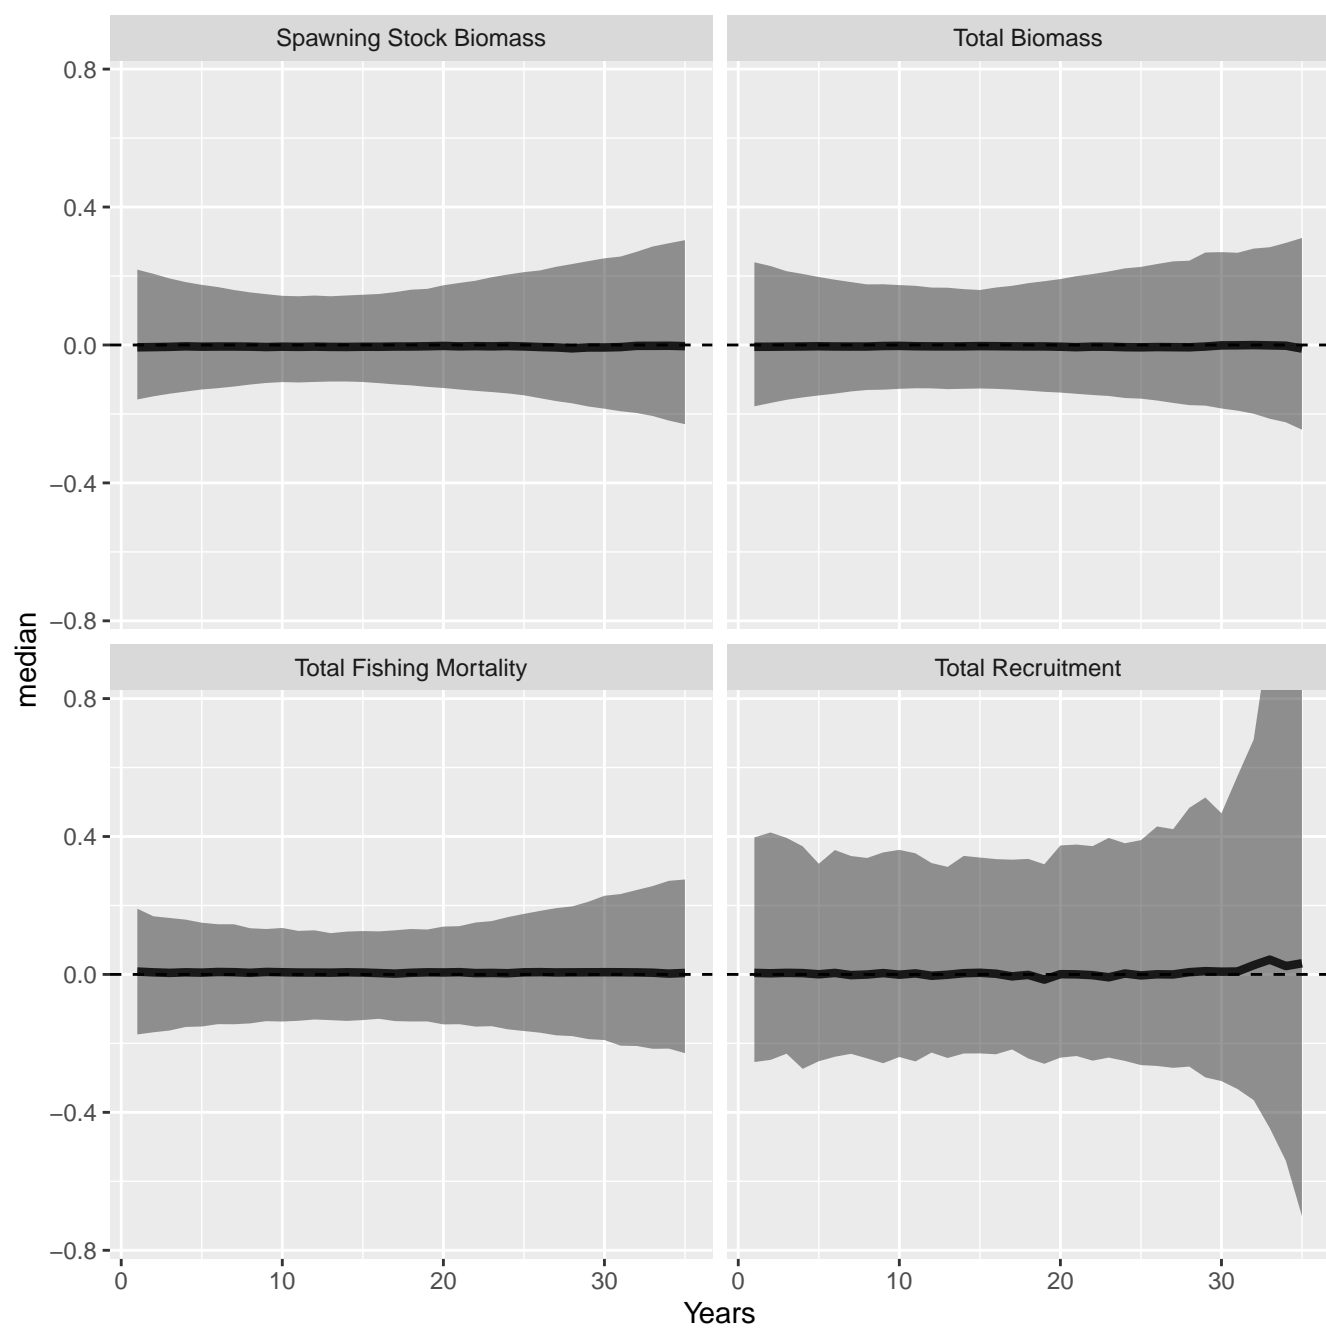 Spawning Stock Biomass
Total Biomass
0.8
0.4
0.0
−0.4
−0.8
median
Total Fishing Mortality
Total Recruitment
0.8
0.4
0.0
−0.4
−0.8
0 10 20 30
0 10 20 30
Years